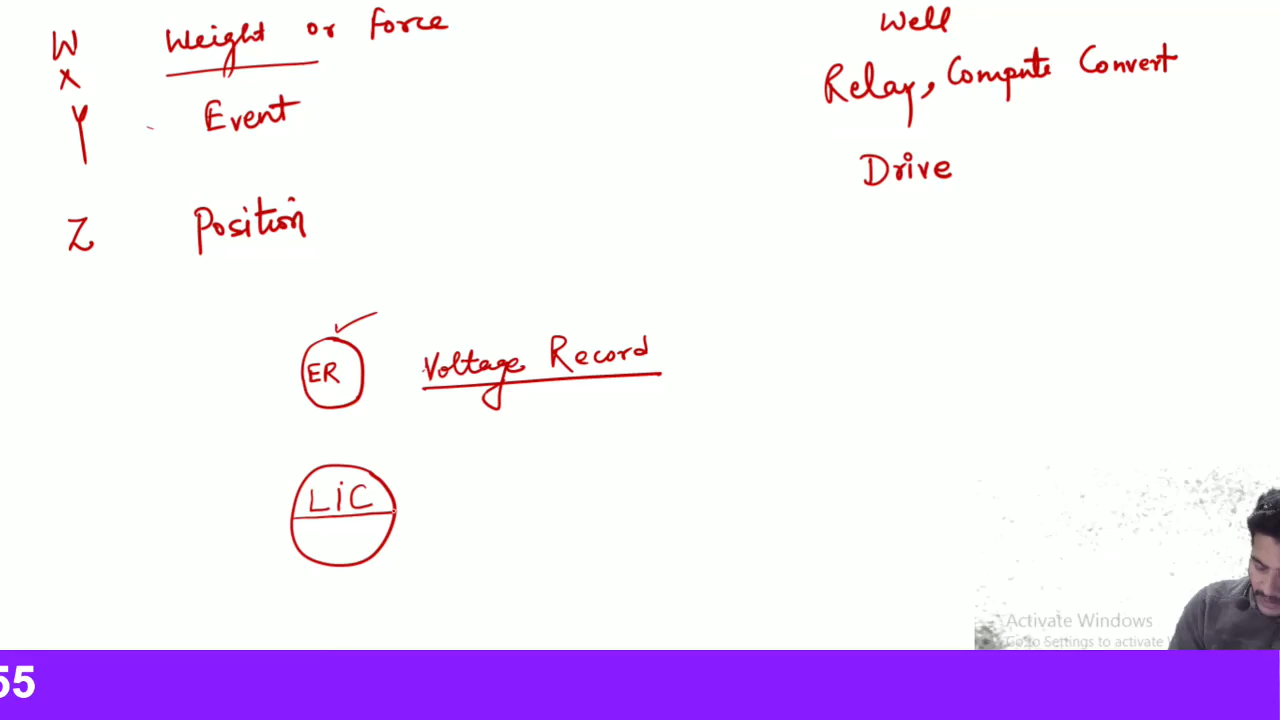 W Weight or Force Well
X Relay, Compute Convert
Y Event
Drive
Z Position
ER Voltage Record
LiC
Activate Windows
Go to Settings to activate
55